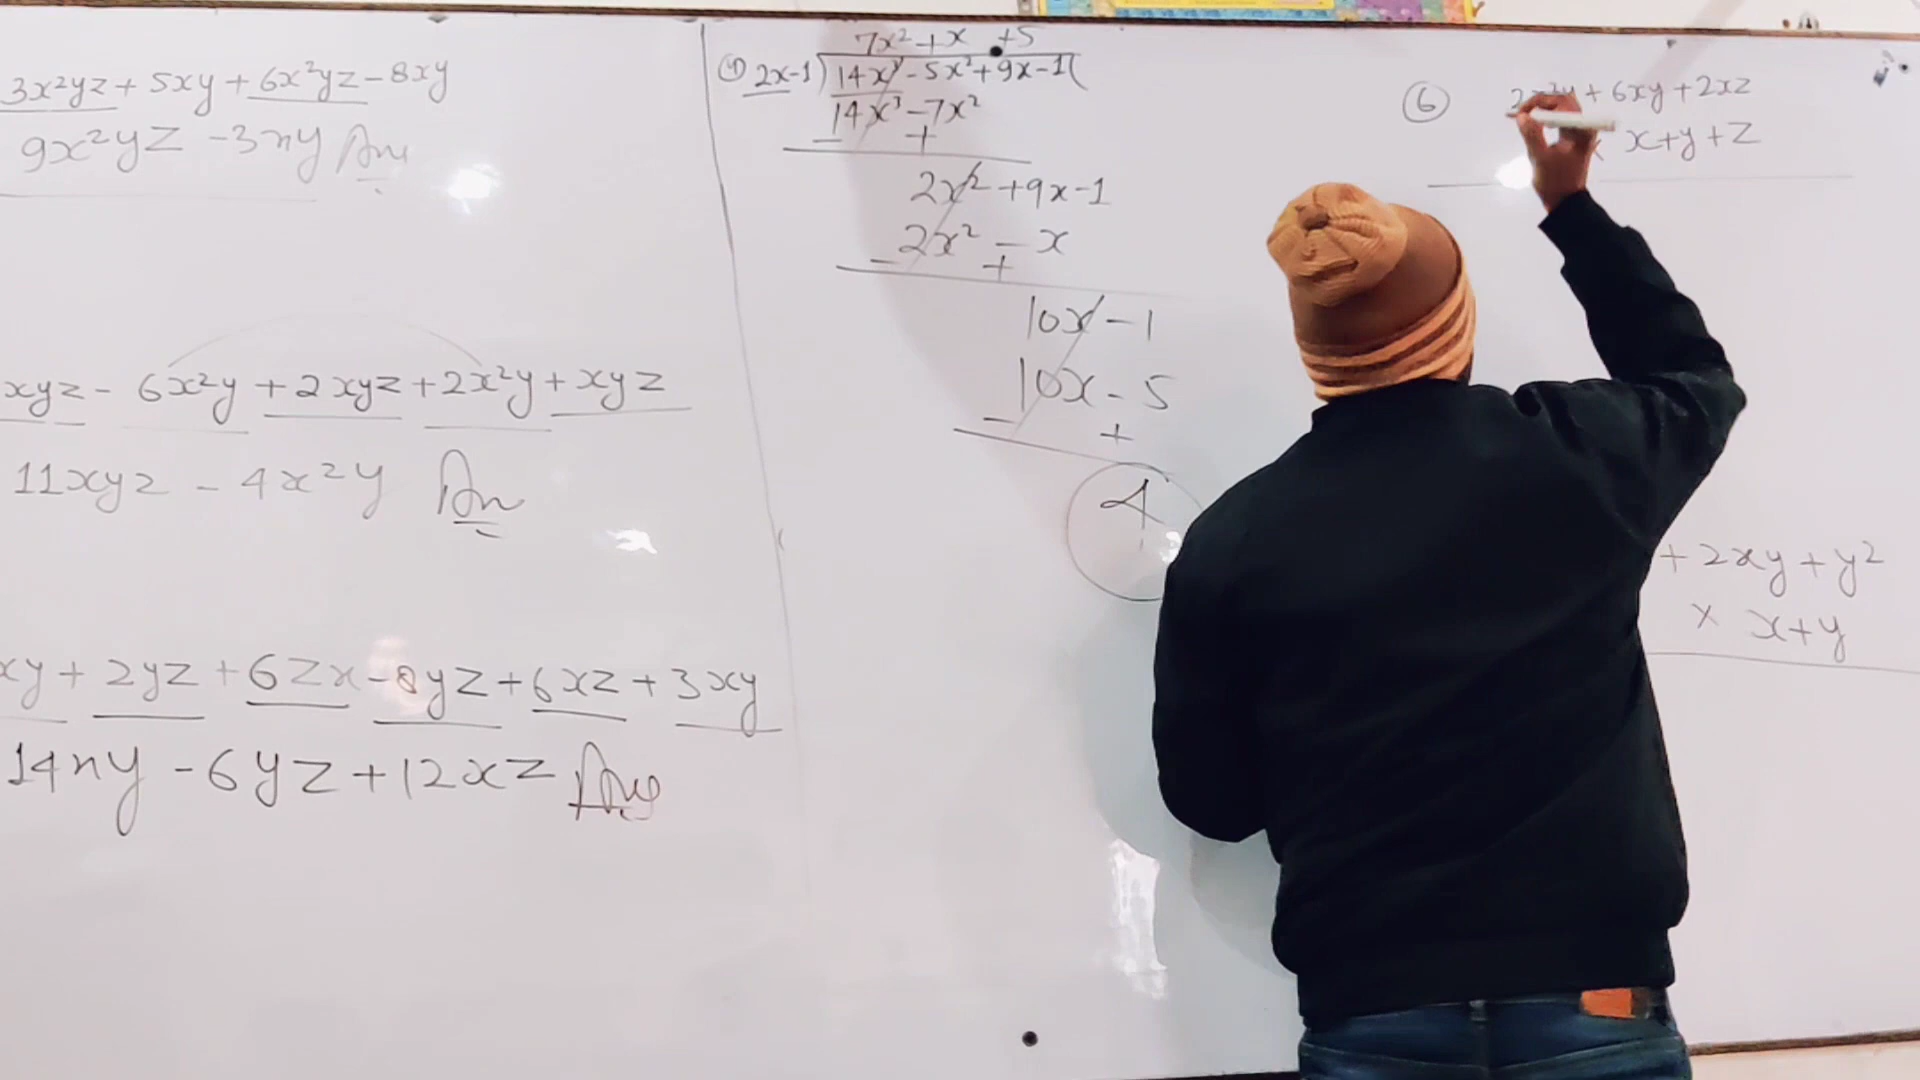 3x²yz + 5xy + 6x²yz - 8xy
9x²yz - 3xy Ans
xyz - 6x²y + 2xyz + 2x²y + xyz
11xyz - 4x²y Ans
xy + 2yz + 6zx - 8yz + 6xz + 3xy
14xy - 6yz + 12xz Ans
7x² + x + 5
④ 2x-1) 14x³ - 5x² + 9x - 1(
14x³ - 7x²
- +
2x² + 9x - 1
2x² - x
- +
10x - 1
10x - 5
- +
4
⑥ + 6xy + 2xz
x x+y+z
+ 2xy + y²
x x+y